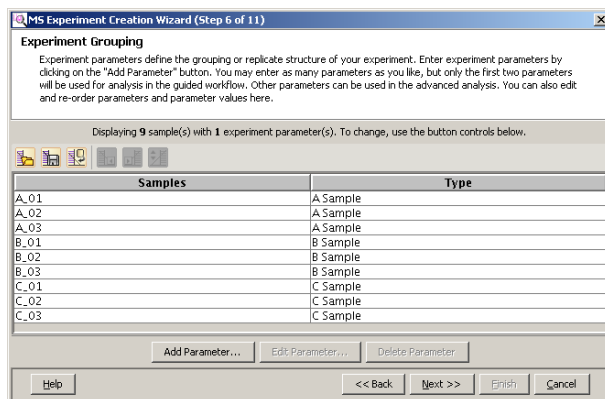 MS Experiment Creation Wizard (Step 6 of 11)
Experiment Grouping
Experiment parameters define the grouping or replicate structure of your experiment. Enter experiment parameters by
clicking on the "Add Parameter" button. You may enter as many parameters as you like, but only the first two parameters
will be used for analysis in the guided workflow. Other parameters can be used in the advanced analysis. You can also edit
and re-order parameters and parameter values here.
Displaying 9 sample(s) with 1 experiment parameter(s). To change, use the button controls below.
Samples Type
A_01 A Sample
A_02 A Sample
A_03 A Sample
B_01 B Sample
B_02 B Sample
B_03 B Sample
C_01 C Sample
C_02 C Sample
C_03 C Sample
Add Parameter... Edit Parameter... Delete Parameter
Help << Back Next >> Finish Cancel